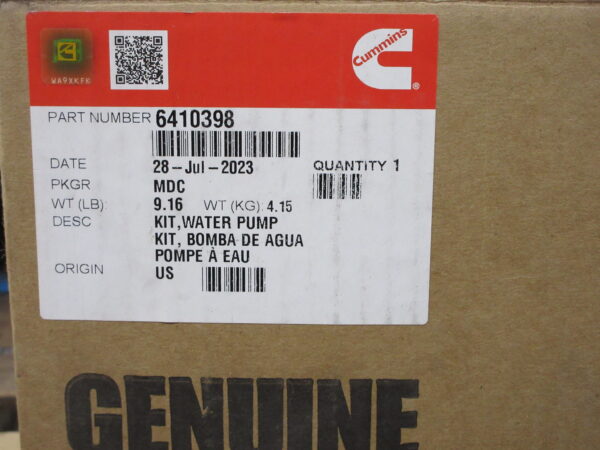 Cummins
®
WA9XKFK
PART NUMBER 6410398
DATE 28-Jul-2023 QUANTITY 1
PKGR MDC
WT (LB): 9.16 WT (KG): 4.15
DESC KIT,WATER PUMP
KIT, BOMBA DE AGUA
POMPE À EAU
ORIGIN US
GENUINE